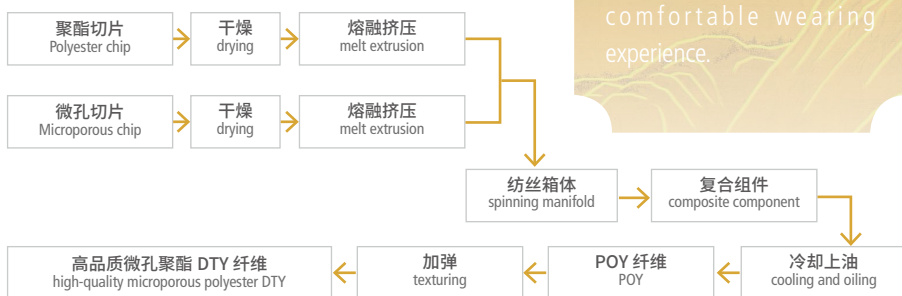 comfortable wearing
experience.
聚酯切片
Polyester chip
干燥
drying
熔融挤压
melt extrusion
微孔切片
Microporous chip
干燥
drying
熔融挤压
melt extrusion
纺丝箱体
spinning manifold
复合组件
composite component
冷却上油
cooling and oiling
POY 纤维
POY
加弹
texturing
高品质微孔聚酯 DTY 纤维
high-quality microporous polyester DTY